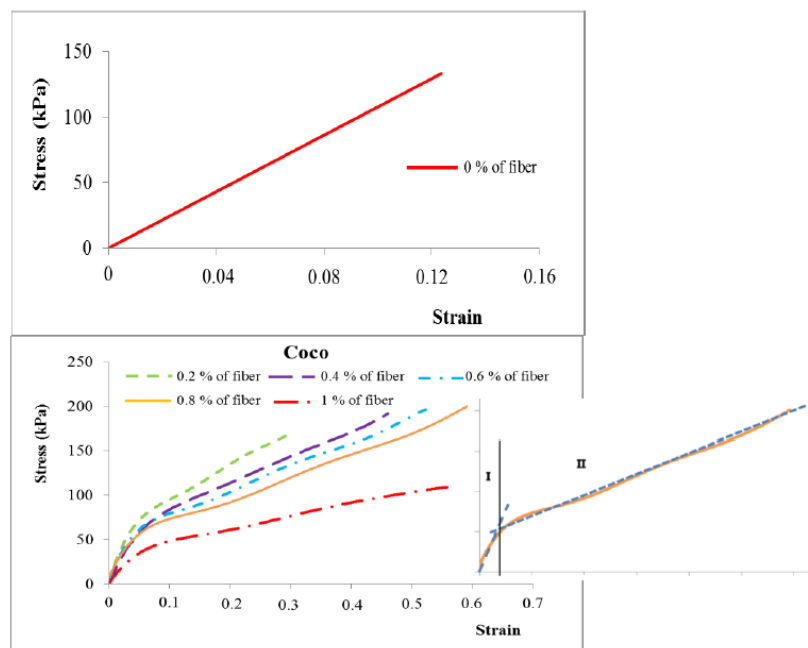 150
100
50
0
Stress (kPa)
0 % of fiber
0 0.04 0.08 0.12 0.16
Strain
Coco
250
200
150
100
50
0
Stress (kPa)
0.2 % of fiber 0.4 % of fiber 0.6 % of fiber
0.8 % of fiber 1 % of fiber
I II
0 0.1 0.2 0.3 0.4 0.5 0.6 0.7
Strain